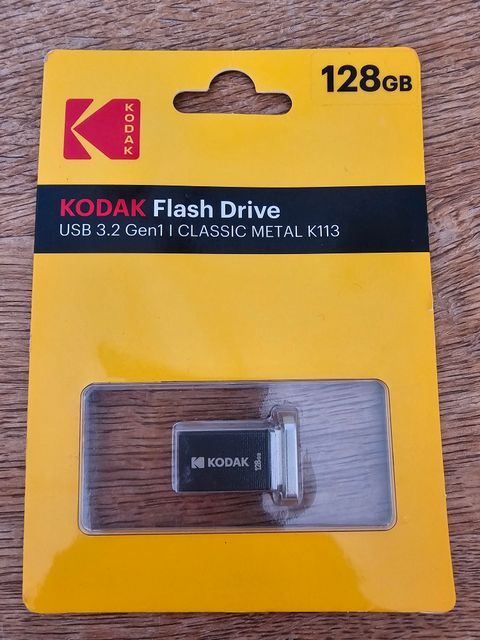 128GB
KODAK
KODAK Flash Drive
USB 3.2 Gen1 I CLASSIC METAL K113
KODAK 128GB